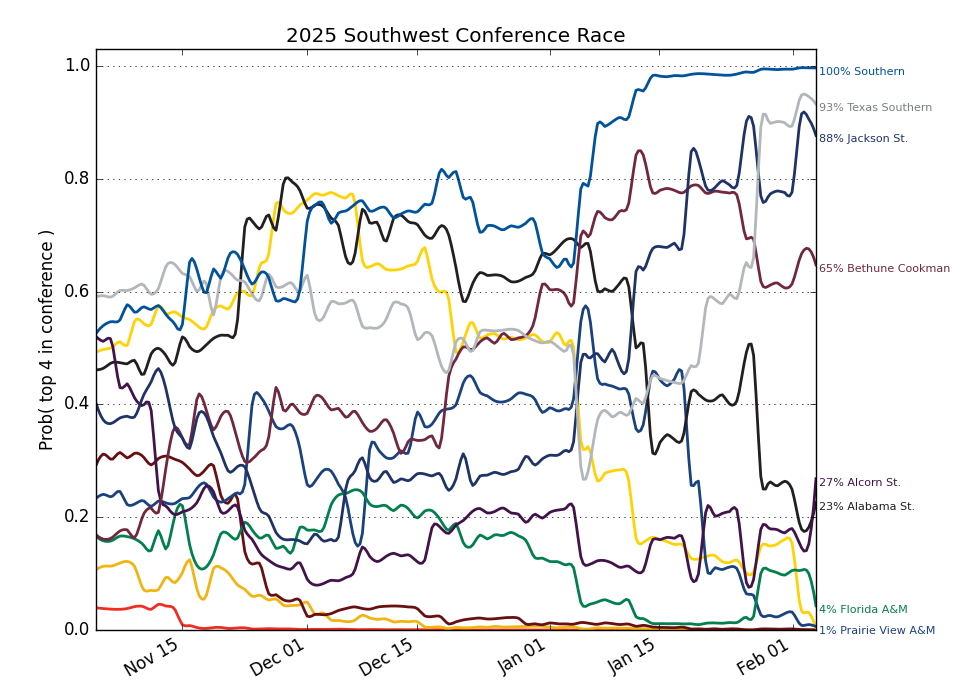 2025 Southwest Conference Race
Prob( top 4 in conference )
1.0
0.8
0.6
0.4
0.2
0.0
Nov 15
Dec 01
Dec 15
Jan 01
Jan 15
Feb 01
100% Southern
93% Texas Southern
88% Jackson St.
65% Bethune Cookman
27% Alcorn St.
23% Alabama St.
4% Florida A&M
1% Prairie View A&M